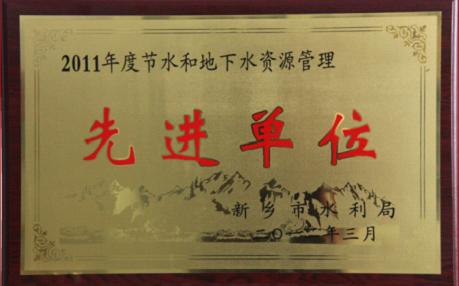 2011年度节水和地下水资源管理
先进单位
新乡市水利局
二〇一 年三月